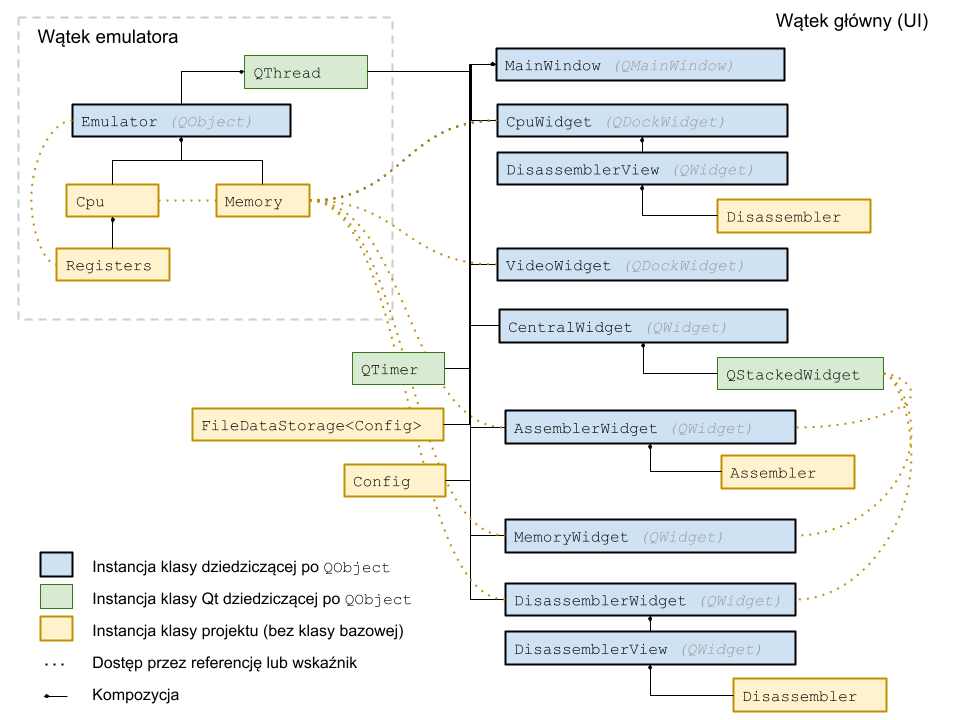 Wątek główny (UI)
Wątek emulatora
QThread
MainWindow (QMainWindow)
Emulator (QObject)
CpuWidget (QDockWidget)
DisassemblerView (QWidget)
Cpu
Memory
Disassembler
Registers
VideoWidget (QDockWidget)
CentralWidget (QWidget)
QTimer
QStackedWidget
FileDataStorage<Config>
AssemblerWidget (QWidget)
Assembler
Config
MemoryWidget (QWidget)
DisassemblerWidget (QWidget)
DisassemblerView (QWidget)
Disassembler
Instancja klasy dziedziczącej po QObject
Instancja klasy Qt dziedziczącej po QObject
Instancja klasy projektu (bez klasy bazowej)
Dostęp przez referencję lub wskaźnik
Kompozycja